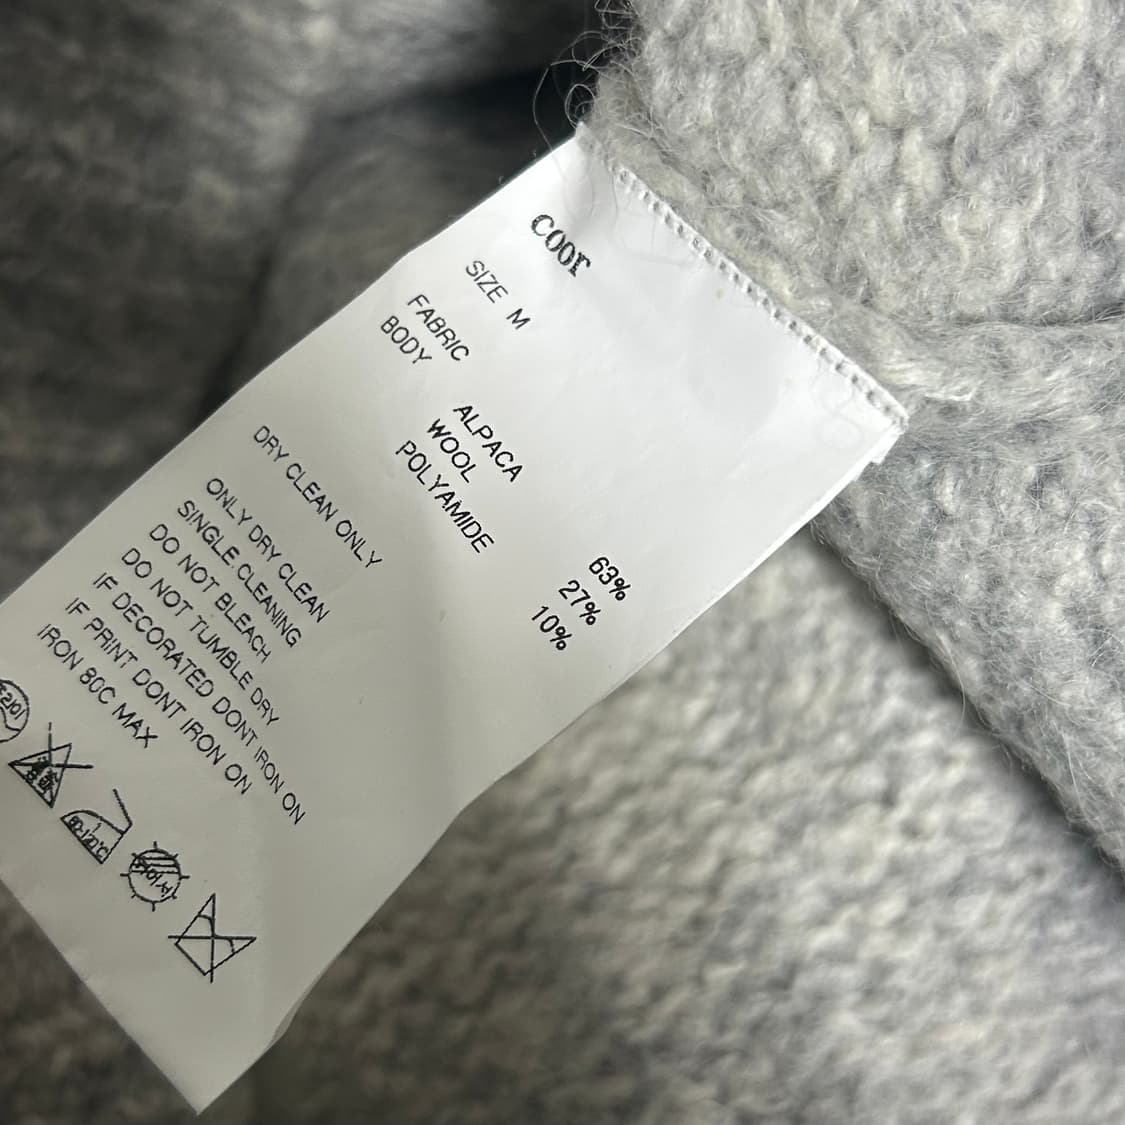 coor
SIZE M
FABRIC
BODY
ALPACA 63%
WOOL 27%
POLYAMIDE 10%
DRY CLEAN ONLY
ONLY DRY CLEAN
SINGLE CLEANING
DO NOT BLEACH
DO NOT TUMBLE DRY
IF DECORATED DONT IRON ON
IF PRINT DONT IRON ON
IRON 80C MAX
80-120℃